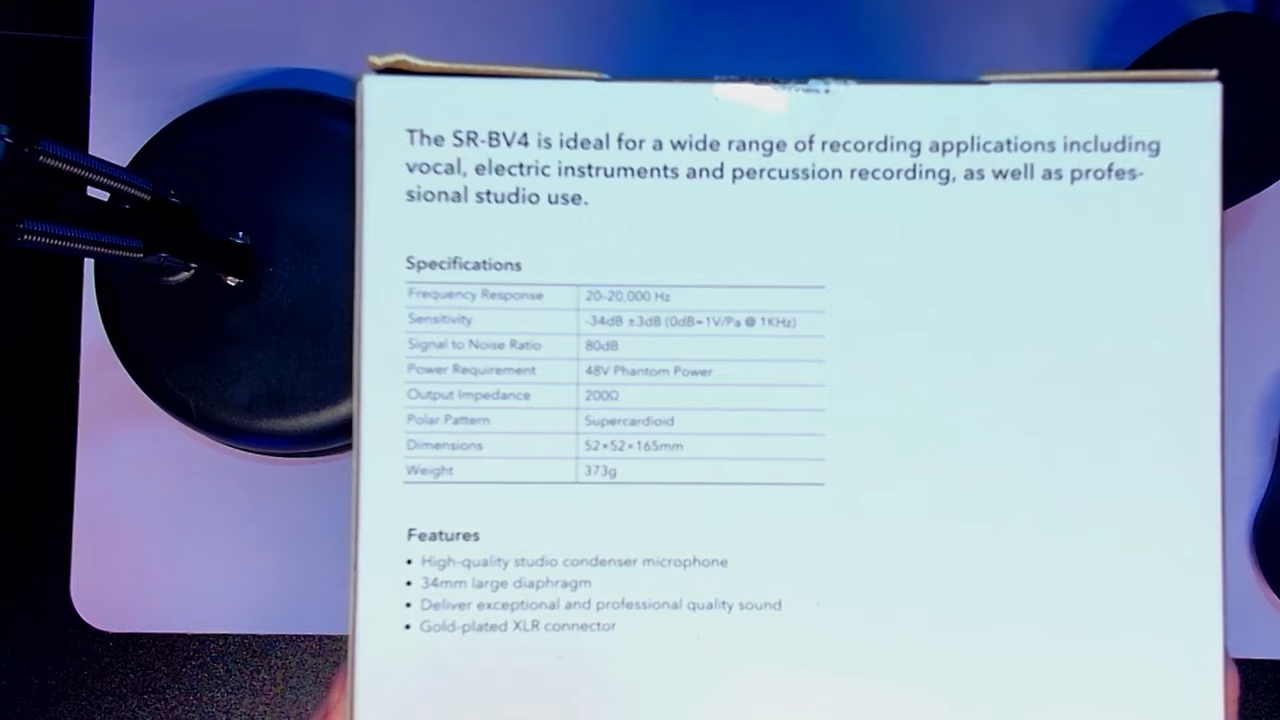 The SR-BV4 is ideal for a wide range of recording applications including
vocal, electric instruments and percussion recording, as well as profes-
sional studio use.
Specifications
Frequency Response 20-20,000 Hz
Sensitivity -34dB ±3dB (0dB=1V/Pa @ 1KHz)
Signal to Noise Ratio 80dB
Power Requirement 48V Phantom Power
Output Impedance 200Ω
Polar Pattern Supercardioid
Dimensions 52×52×165mm
Weight 373g
Features
• High-quality studio condenser microphone
• 34mm large diaphragm
• Deliver exceptional and professional quality sound
• Gold-plated XLR connector